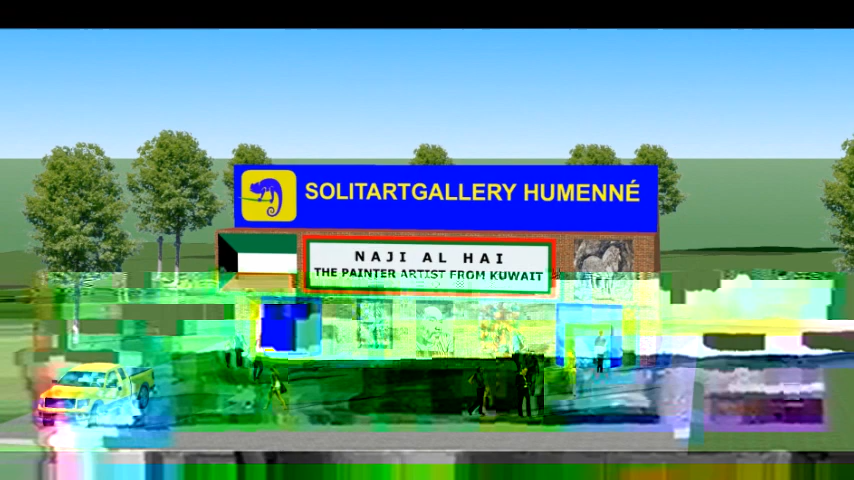 SOLITARTGALLERY HUMENNÉ
NAJI AL HAI
THE PAINTER ARTIST FROM KUWAIT